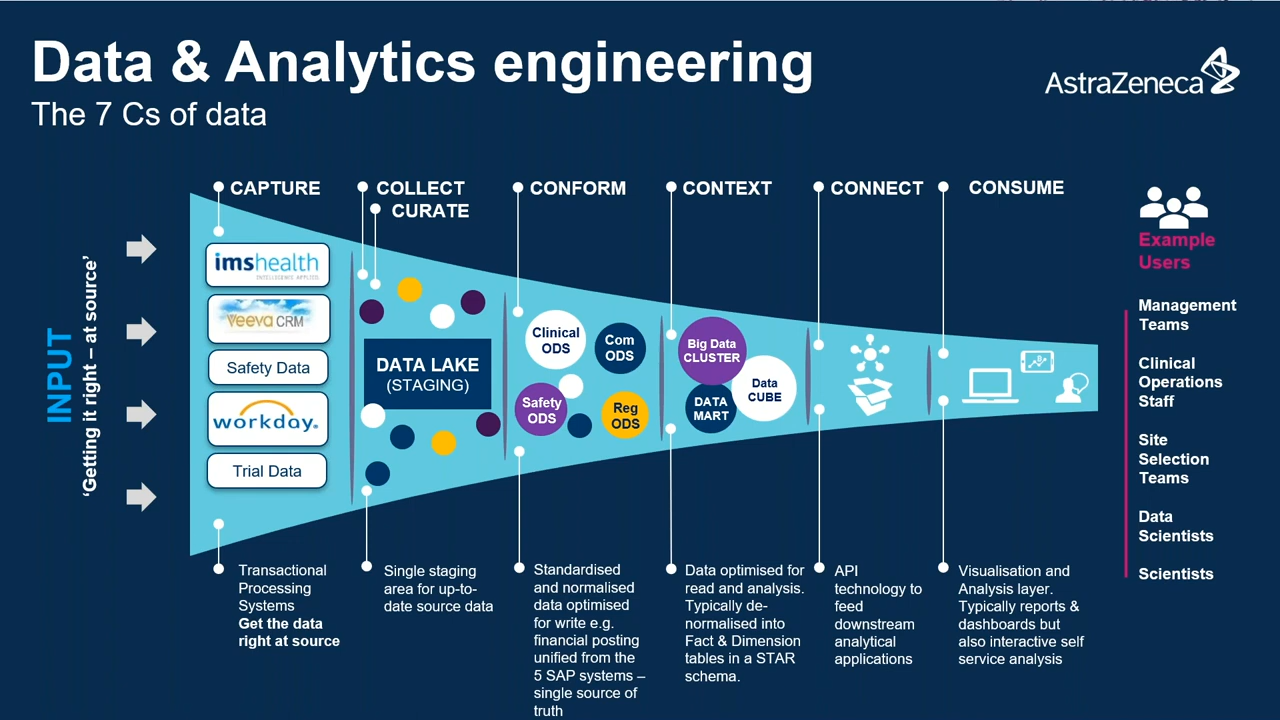 Data & Analytics engineering
The 7 Cs of data
AstraZeneca
CAPTURE
COLLECT
CURATE
CONFORM
CONTEXT
CONNECT
CONSUME
INPUT
‘Getting it right – at source’
imshealth
INTELLIGENCE APPLIED
veeva CRM
Safety Data
workday.
Trial Data
DATA LAKE
(STAGING)
Clinical
ODS
Com
ODS
Safety
ODS
Reg
ODS
Big Data
CLUSTER
DATA
MART
Data
CUBE
Example
Users
Management
Teams
Clinical
Operations
Staff
Site
Selection
Teams
Data
Scientists
Scientists
Transactional
Processing
Systems
Get the data
right at source
Single staging
area for up-to-
date source data
Standardised
and normalised
data optimised
for write e.g.
financial posting
unified from the
5 SAP systems –
single source of
truth
Data optimised for
read and analysis.
Typically de-
normalised into
Fact & Dimension
tables in a STAR
schema.
API
technology to
feed
downstream
analytical
applications
Visualisation and
Analysis layer.
Typically reports &
dashboards but
also interactive self
service analysis